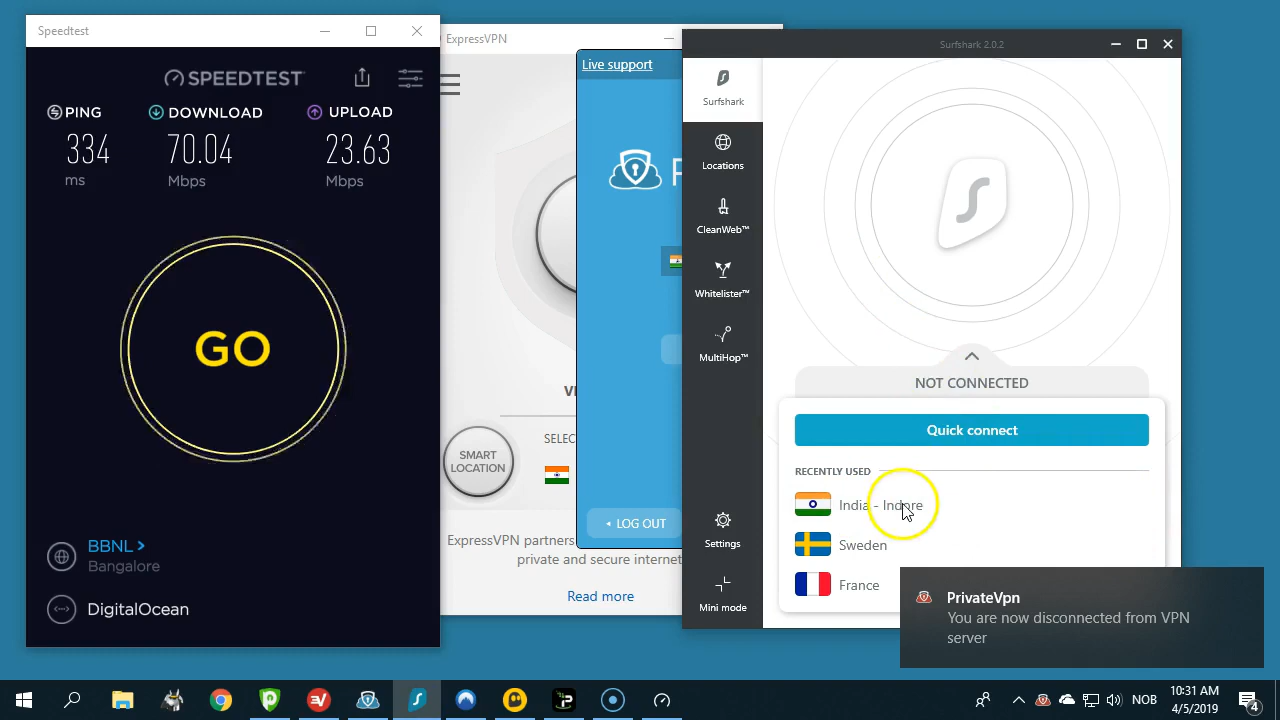 Speedtest
SPEEDTEST
PING
DOWNLOAD
UPLOAD
334
70.04
23.63
ms
Mbps
Mbps
GO
BBNL >
Bangalore
DigitalOcean
ExpressVPN
SMART
LOCATION
SELEC
ExpressVPN partners
private and secure internet
Read more
Live support
LOG OUT
Surfshark 2.0.2
Surfshark
Locations
CleanWeb™
Whitelister™
MultiHop™
Settings
Mini mode
NOT CONNECTED
Quick connect
RECENTLY USED
India - Indore
Sweden
France
PrivateVpn
You are now disconnected from VPN
server
NOB
10:31 AM
4/5/2019
4